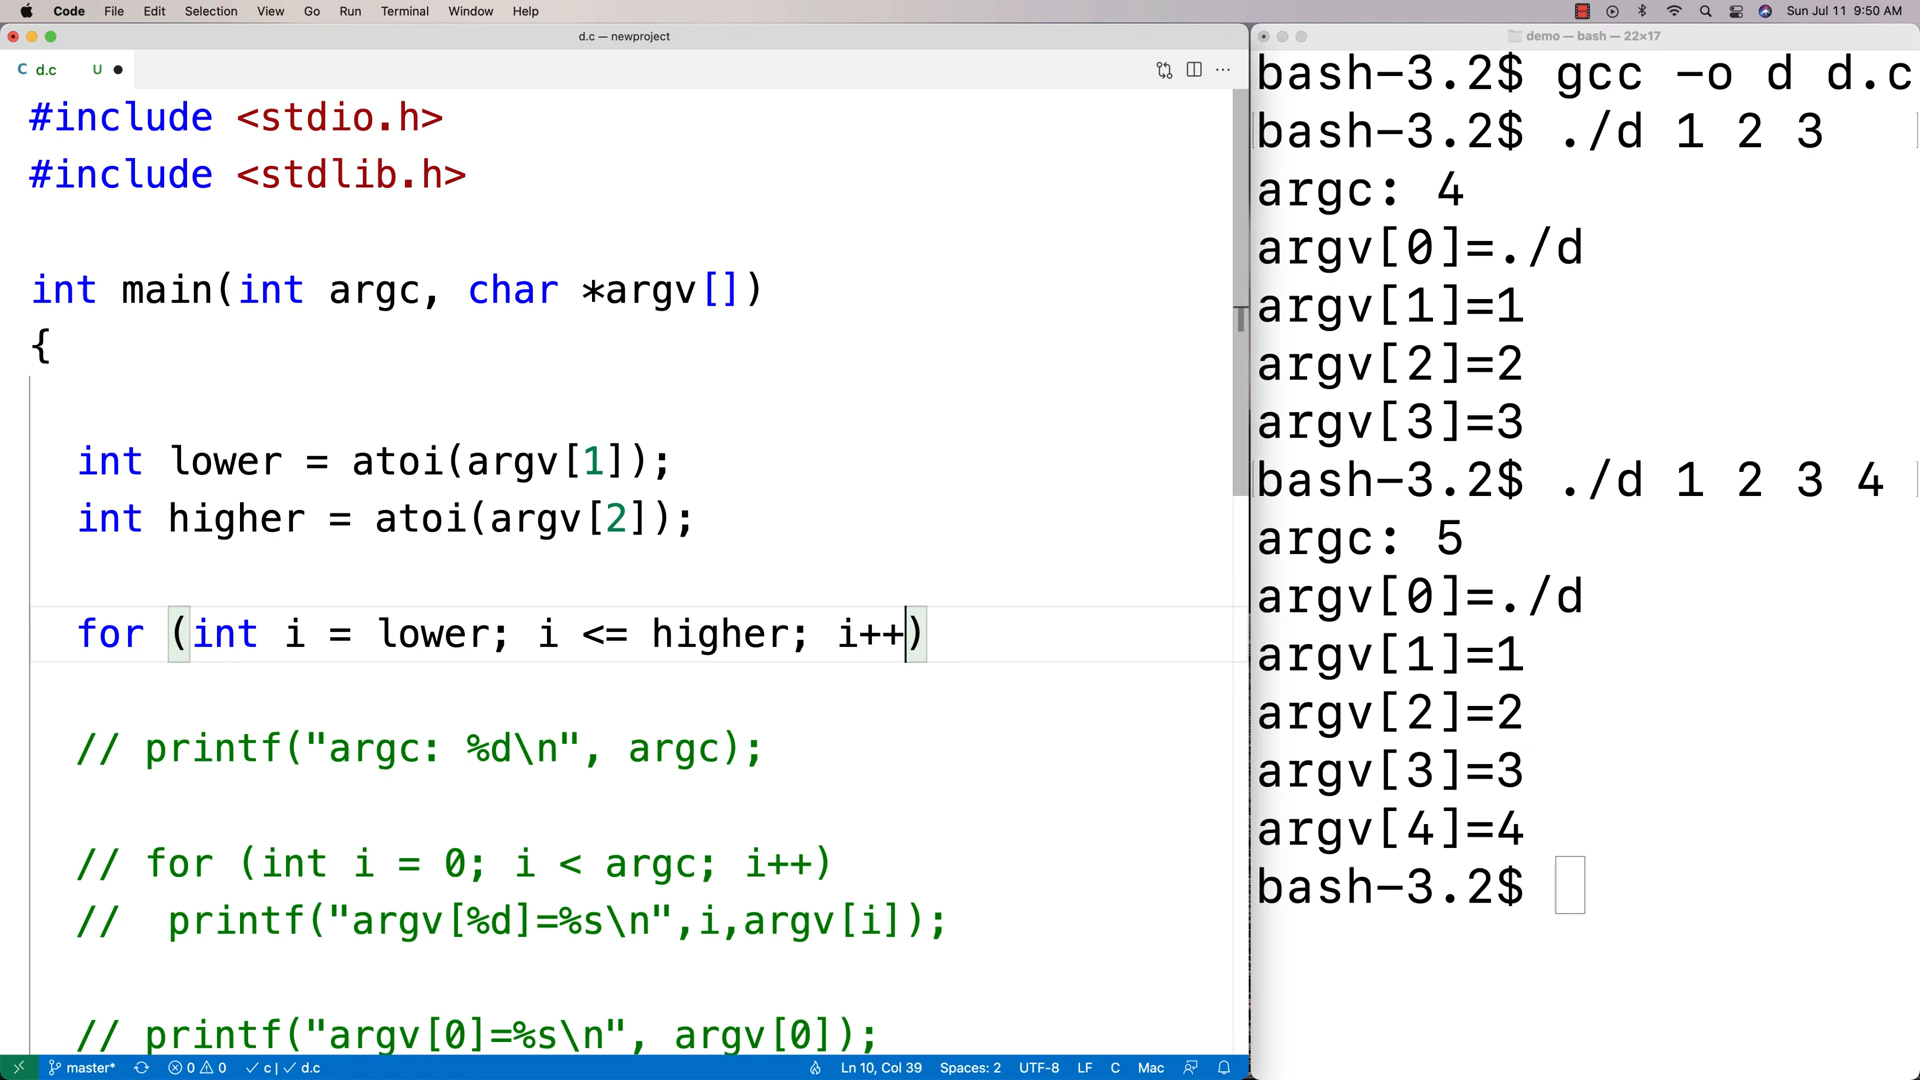 Code File Edit Selection View Go Run Terminal Window Help Sun Jul 11 9:50 AM
d.c — newproject
C d.c U
#include <stdio.h>
#include <stdlib.h>
int main(int argc, char *argv[])
{
int lower = atoi(argv[1]);
int higher = atoi(argv[2]);
for (int i = lower; i <= higher; i++)
// printf("argc: %d\n", argc);
// for (int i = 0; i < argc; i++)
//  printf("argv[%d]=%s\n",i,argv[i]);
// printf("argv[0]=%s\n", argv[0]);
master* 0 0 c | d.c Ln 10, Col 39 Spaces: 2 UTF-8 LF C Mac
demo — bash — 22×17
bash-3.2$ gcc -o d d.c
bash-3.2$ ./d 1 2 3
argc: 4
argv[0]=./d
argv[1]=1
argv[2]=2
argv[3]=3
bash-3.2$ ./d 1 2 3 4
argc: 5
argv[0]=./d
argv[1]=1
argv[2]=2
argv[3]=3
argv[4]=4
bash-3.2$